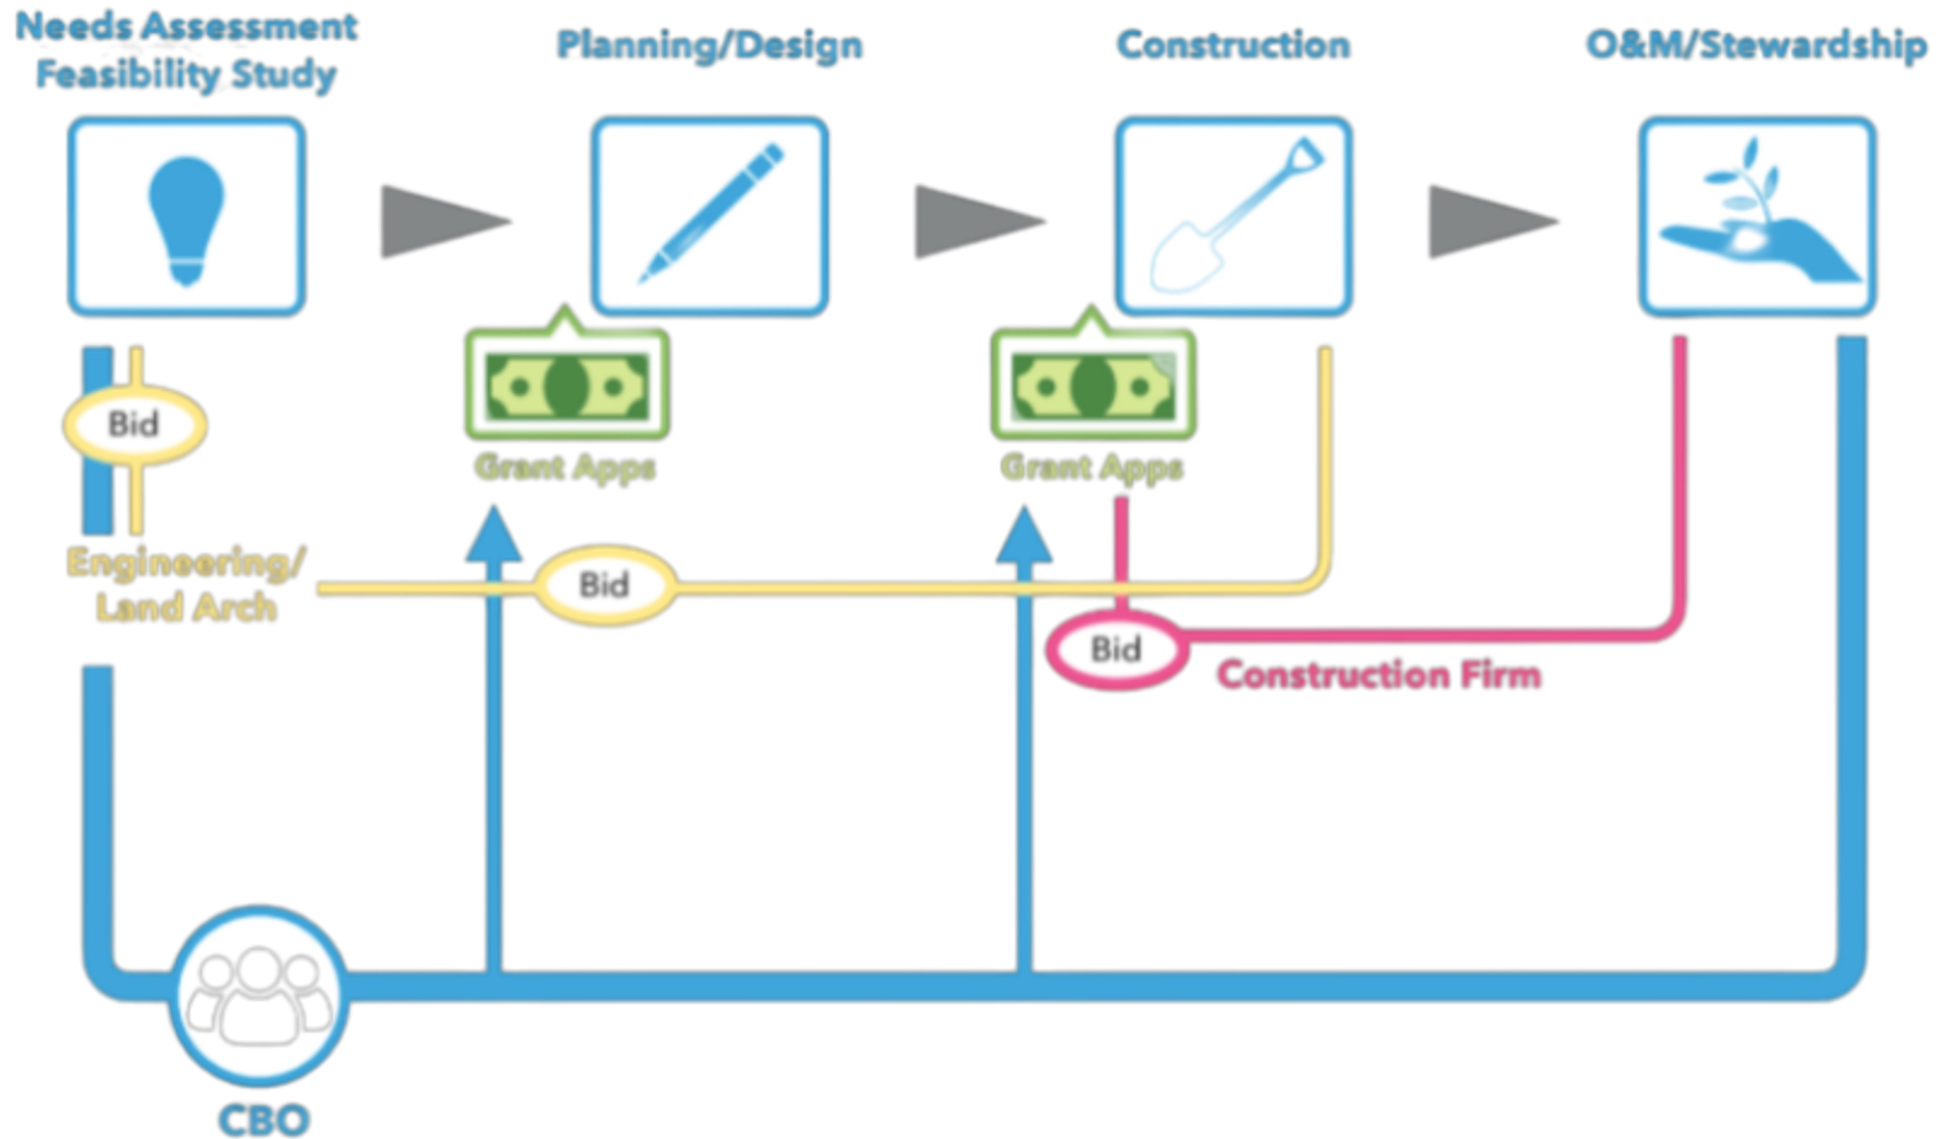 Needs Assessment
Feasibility Study
Planning/Design
Construction
O&M/Stewardship
Bid
Grant Apps
Grant Apps
Engineering/
Land Arch
Bid
Bid
Construction Firm
CBO